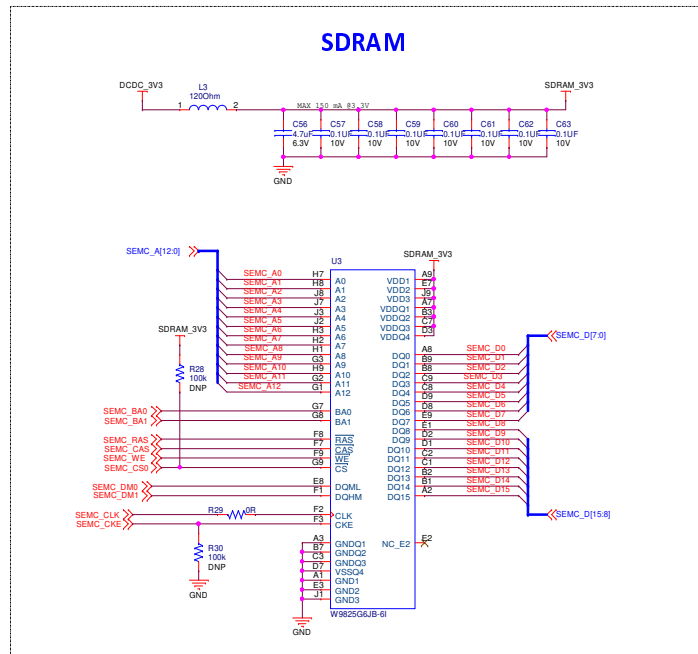 SDRAM
DCDC_3V3
L3
120Ohm
1
2
MAX 150 mA @3.3V
SDRAM_3V3
C56
4.7uF
6.3V
C57
0.1UF
10V
C58
0.1UF
10V
C59
0.1UF
10V
C60
0.1UF
10V
C61
0.1UF
10V
C62
0.1UF
10V
C63
0.1UF
10V
GND
SEMC_A[12:0]
U3
SDRAM_3V3
SEMC_A0 H7 A0
SEMC_A1 H8 A1
SEMC_A2 J8 A2
SEMC_A3 J7 A3
SEMC_A4 J3 A4
SEMC_A5 J2 A5
SEMC_A6 H3 A6
SEMC_A7 H2 A7
SEMC_A8 H1 A8
SEMC_A9 G3 A9
SEMC_A10 H9 A10
SEMC_A11 G2 A11
SEMC_A12 G1 A12
VDD1 A9
VDD2 E7
VDD3 J9
VDDQ1 A7
VDDQ2 B3
VDDQ3 C7
VDDQ4 D3
SDRAM_3V3
R28
100k
DNP
SEMC_BA0 G7 BA0
SEMC_BA1 G8 BA1
SEMC_RAS F8 RAS
SEMC_CAS F7 CAS
SEMC_WE F9 WE
SEMC_CS0 G9 CS
SEMC_DM0 E8 DQML
SEMC_DM1 F1 DQHM
SEMC_CLK R29 0R F2 CLK
SEMC_CKE F3 CKE
R30
100k
DNP
GND
DQ0 A8 SEMC_D0
DQ1 B9 SEMC_D1
DQ2 B8 SEMC_D2
DQ3 C9 SEMC_D3
DQ4 C8 SEMC_D4
DQ5 D9 SEMC_D5
DQ6 D8 SEMC_D6
DQ7 E9 SEMC_D7
DQ8 E1 SEMC_D8
DQ9 D2 SEMC_D9
DQ10 D1 SEMC_D10
DQ11 C2 SEMC_D11
DQ12 C1 SEMC_D12
DQ13 B2 SEMC_D13
DQ14 B1 SEMC_D14
DQ15 A2 SEMC_D15
SEMC_D[7:0]
SEMC_D[15:8]
A3 GNDQ1
B7 GNDQ2
C3 GNDQ3
D7 VSSQ4
A1 GND1
E3 GND2
J1 GND3
NC_E2 E2
GND
W9825G6JB-6I